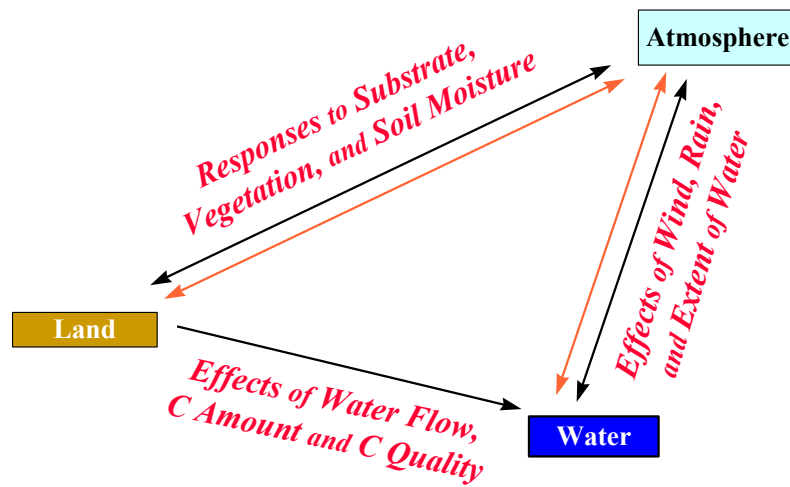 Atmosphere
Responses to Substrate,
Vegetation, and Soil Moisture
Effects of Wind, Rain,
and Extent of Water
Land
Effects of Water Flow,
C Amount and C Quality
Water